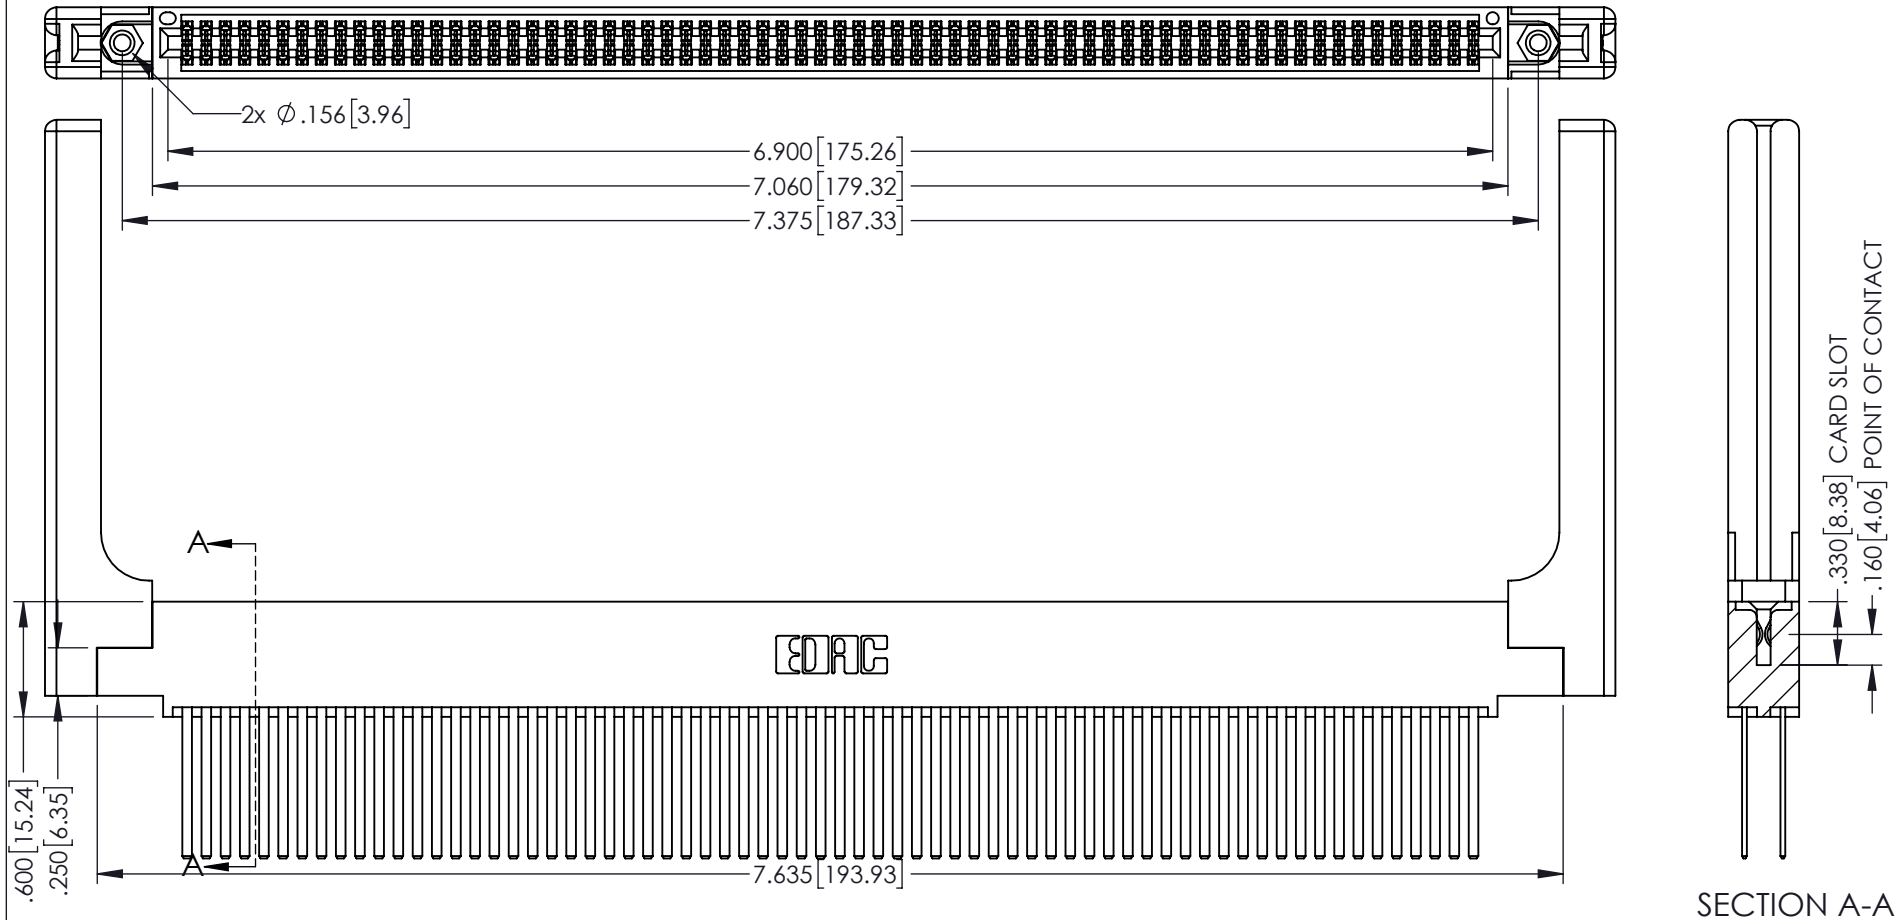 2x Ø.156[3.96]
6.900[175.26]
7.060[179.32]
7.375[187.33]
A
A
EDAC
.600[15.24]
.250[6.35]
7.635[193.93]
.330[8.38] CARD SLOT
.160[4.06] POINT OF CONTACT
SECTION A-A